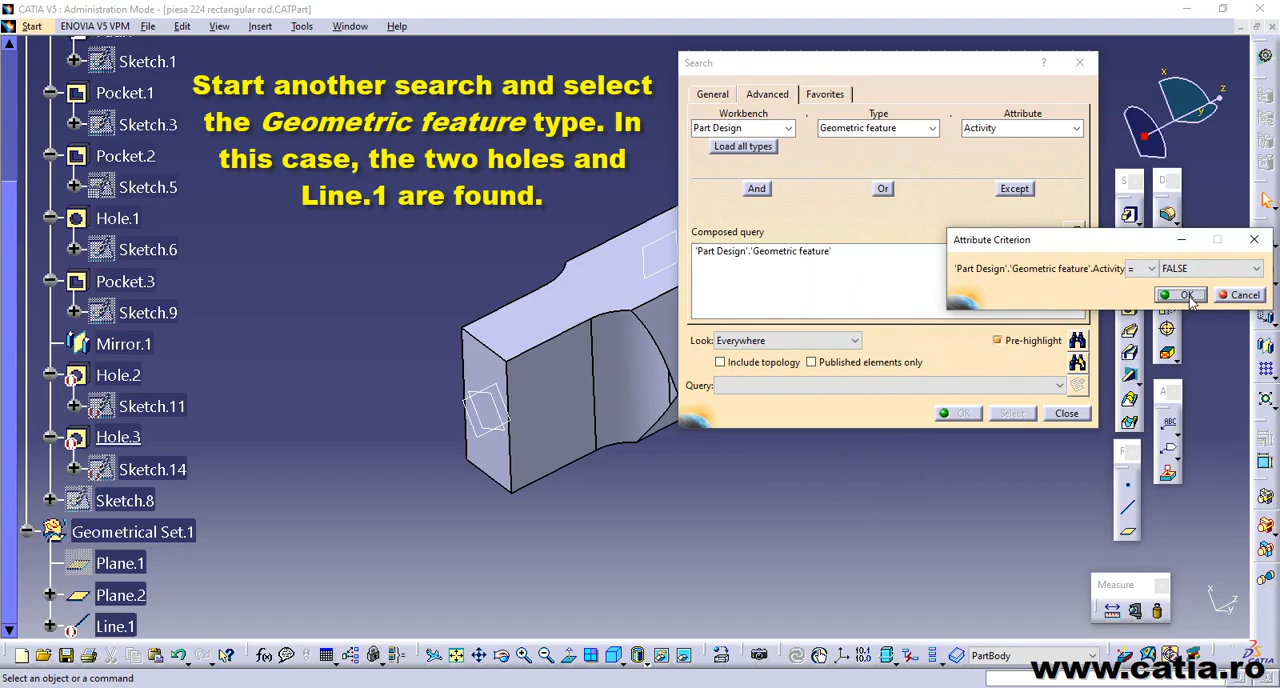 CATIA V5 : Administration Mode - [piesa 224 rectangular rod.CATPart]
Start ENOVIA V5 VPM File Edit View Insert Tools Window Help
Sketch.1
Pocket.1
Sketch.3
Pocket.2
Sketch.5
Hole.1
Sketch.6
Pocket.3
Sketch.9
Mirror.1
Hole.2
Sketch.11
Hole.3
Sketch.14
Sketch.8
Geometrical Set.1
Plane.1
Plane.2
Line.1
Start another search and select
the Geometric feature type. In
this case, the two holes and
Line.1 are found.
Search ?
General Advanced Favorites
Workbench . Type . Attribute
Part Design Geometric feature Activity
Load all types
And Or Except
Composed query
'Part Design'.'Geometric feature'
Look: Everywhere Pre-highlight
Include topology Published elements only
Query:
OK Select Close
Attribute Criterion
'Part Design'.'Geometric feature'.Activity = FALSE
OK Cancel
x
z
y
S D
A
ABC
R
Measure
x
z
y
f(x)
10.1
10.0
PartBody
Select an object or a command
www.catia.ro